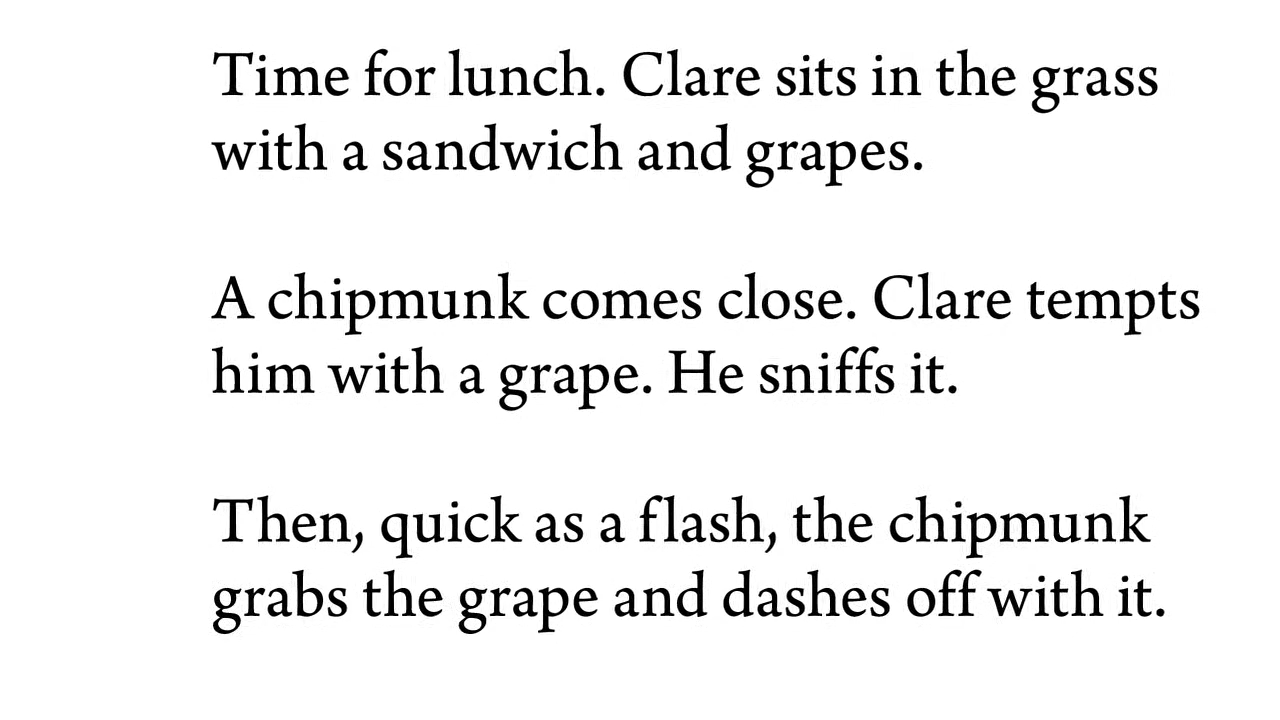 Time for lunch. Clare sits in the grass
with a sandwich and grapes.
A chipmunk comes close. Clare tempts
him with a grape. He sniffs it.
Then, quick as a flash, the chipmunk
grabs the grape and dashes off with it.